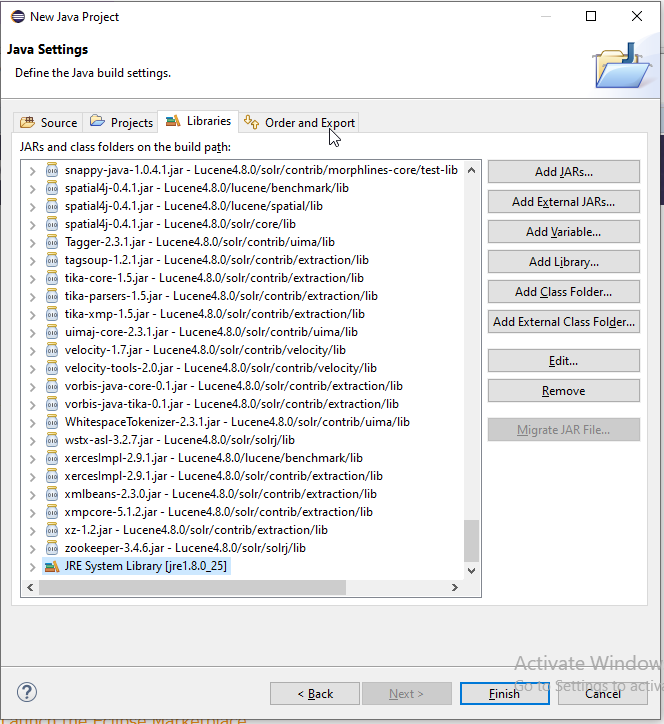 New Java Project
Java Settings
Define the Java build settings.
Source Projects Libraries Order and Export
JARs and class folders on the build path:
snappy-java-1.0.4.1.jar - Lucene4.8.0/solr/contrib/morphlines-core/test-lib
spatial4j-0.4.1.jar - Lucene4.8.0/lucene/benchmark/lib
spatial4j-0.4.1.jar - Lucene4.8.0/lucene/spatial/lib
spatial4j-0.4.1.jar - Lucene4.8.0/solr/core/lib
Tagger-2.3.1.jar - Lucene4.8.0/solr/contrib/uima/lib
tagsoup-1.2.1.jar - Lucene4.8.0/solr/contrib/extraction/lib
tika-core-1.5.jar - Lucene4.8.0/solr/contrib/extraction/lib
tika-parsers-1.5.jar - Lucene4.8.0/solr/contrib/extraction/lib
tika-xmp-1.5.jar - Lucene4.8.0/solr/contrib/extraction/lib
uimaj-core-2.3.1.jar - Lucene4.8.0/solr/contrib/uima/lib
velocity-1.7.jar - Lucene4.8.0/solr/contrib/velocity/lib
velocity-tools-2.0.jar - Lucene4.8.0/solr/contrib/velocity/lib
vorbis-java-core-0.1.jar - Lucene4.8.0/solr/contrib/extraction/lib
vorbis-java-tika-0.1.jar - Lucene4.8.0/solr/contrib/extraction/lib
WhitespaceTokenizer-2.3.1.jar - Lucene4.8.0/solr/contrib/uima/lib
wstx-asl-3.2.7.jar - Lucene4.8.0/solr/solrj/lib
xercesImpl-2.9.1.jar - Lucene4.8.0/lucene/benchmark/lib
xercesImpl-2.9.1.jar - Lucene4.8.0/solr/contrib/extraction/lib
xmlbeans-2.3.0.jar - Lucene4.8.0/solr/contrib/extraction/lib
xmpcore-5.1.2.jar - Lucene4.8.0/solr/contrib/extraction/lib
xz-1.2.jar - Lucene4.8.0/solr/contrib/extraction/lib
zookeeper-3.4.6.jar - Lucene4.8.0/solr/solrj/lib
JRE System Library [jre1.8.0_25]
Add JARs...
Add External JARs...
Add Variable...
Add Library...
Add Class Folder...
Add External Class Folder...
Edit...
Remove
Migrate JAR File...
Activate Window
Go to Settings to activa
< Back Next > Finish Cancel
Launch the Eclipse Marketplace